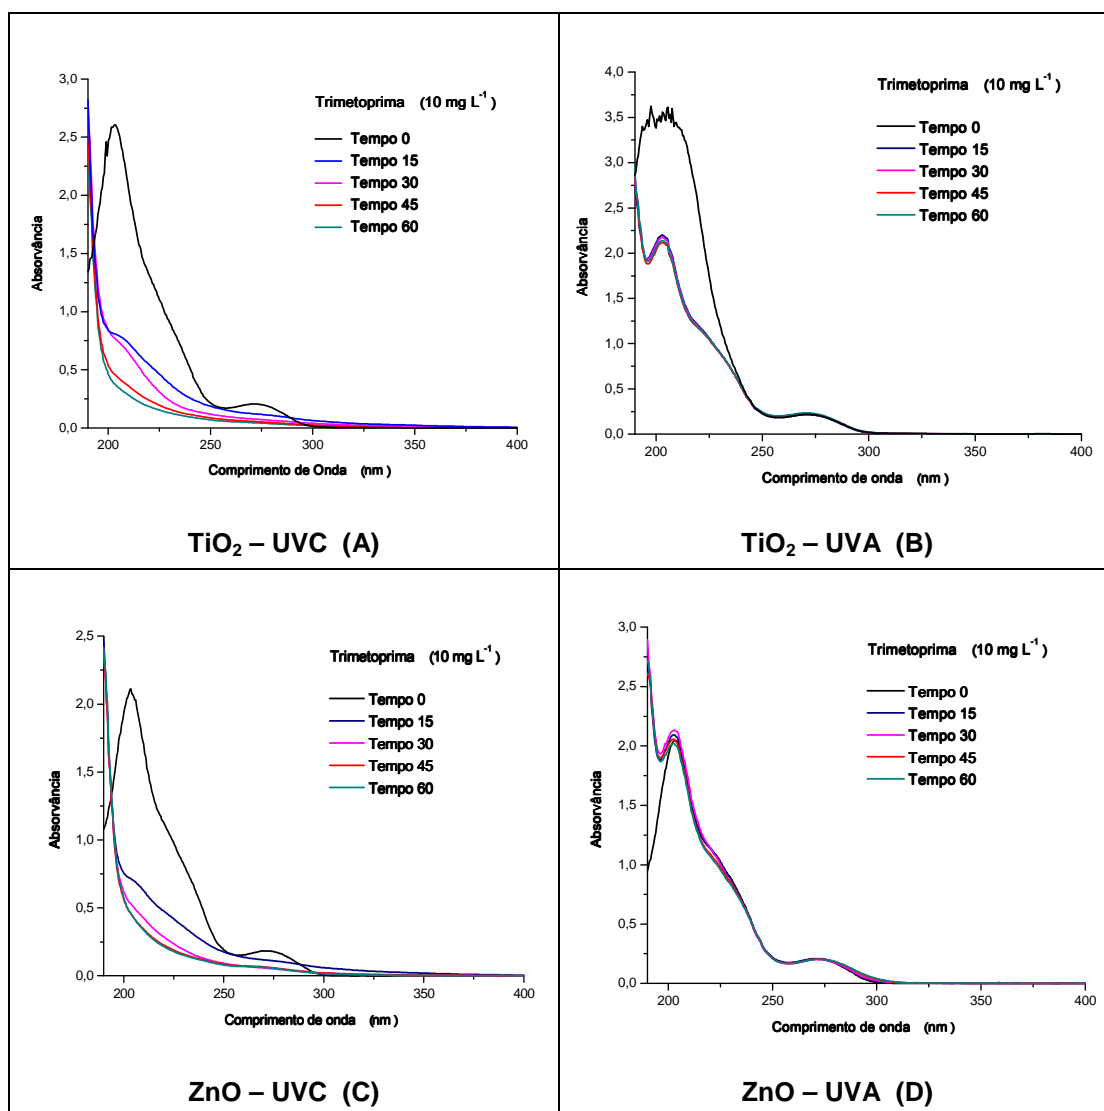 3,0
2,5
2,0
1,5
1,0
0,5
0,0
Absorvância
200 250 300 350 400
Comprimento de Onda (nm )
Trimetoprima (10 mg L⁻¹ )
Tempo 0
Tempo 15
Tempo 30
Tempo 45
Tempo 60
TiO₂ – UVC (A)
4,0
3,5
3,0
2,5
2,0
1,5
1,0
0,5
0,0
Absorvância
200 250 300 350 400
Comprimento de onda (nm )
Trimetoprima (10 mg L⁻¹ )
Tempo 0
Tempo 15
Tempo 30
Tempo 45
Tempo 60
TiO₂ – UVA (B)
2,5
2,0
1,5
1,0
0,5
0,0
Absorvância
200 250 300 350 400
Comprimento de onda (nm )
Trimetoprima (10 mg L⁻¹ )
Tempo 0
Tempo 15
Tempo 30
Tempo 45
Tempo 60
ZnO – UVC (C)
3,0
2,5
2,0
1,5
1,0
0,5
0,0
Absorvância
200 250 300 350 400
Comprimento de onda (nm )
Trimetoprima (10 mg L⁻¹ )
Tempo 0
Tempo 15
Tempo 30
Tempo 45
Tempo 60
ZnO – UVA (D)